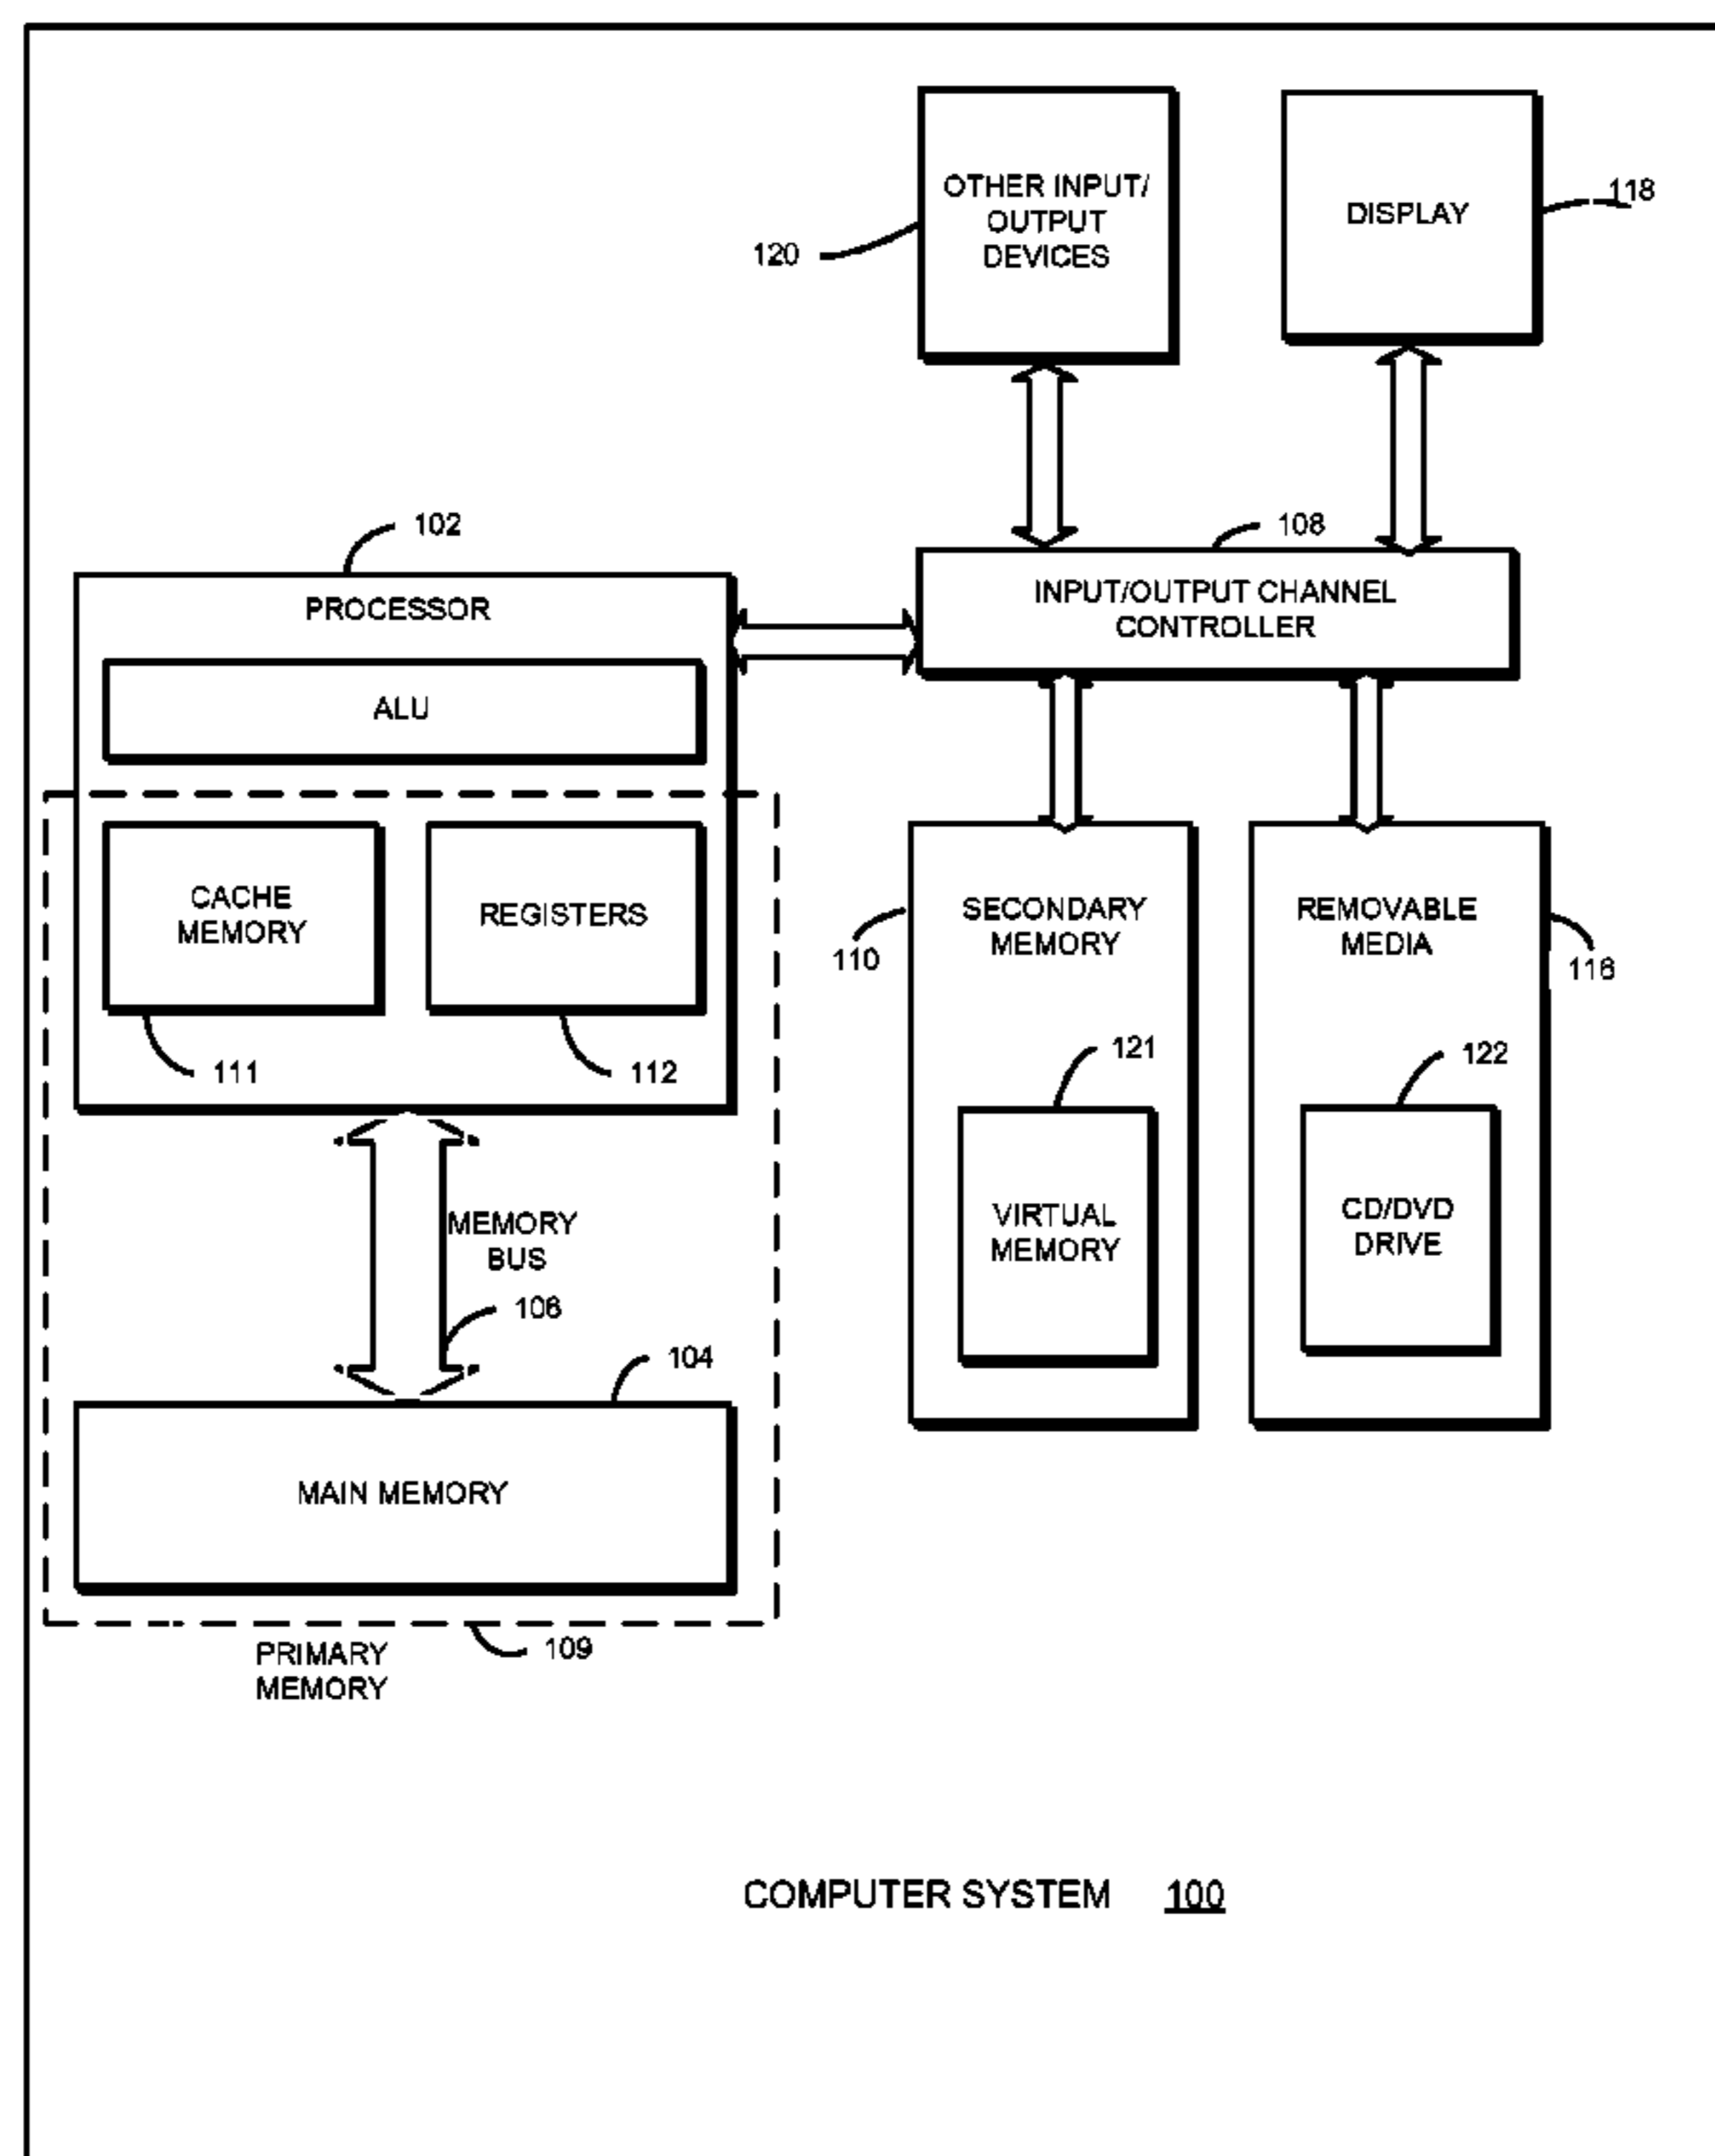 OTHER INPUT/
OUTPUT
DEVICES
120
DISPLAY
118
102
PROCESSOR
ALU
108
INPUT/OUTPUT CHANNEL
CONTROLLER
CACHE
MEMORY
111
REGISTERS
112
SECONDARY
MEMORY
110
121
VIRTUAL
MEMORY
REMOVABLE
MEDIA
116
122
CD/DVD
DRIVE
MEMORY
BUS
106
104
MAIN MEMORY
PRIMARY
MEMORY
109
COMPUTER SYSTEM 100